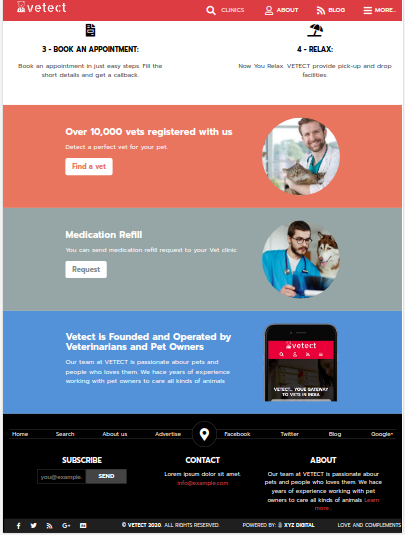 vetect
CLINICS
ABOUT
BLOG
MORE..
3 - BOOK AN APPOINTMENT:
Book an appointment in just easy steps. Fill the
short details and get a callback.
4 - RELAX:
Now You Relax. VETECT provide pick-up and drop
facilities.
Over 10,000 vets registered with us
Detect a perfect vet for your pet.
Find a vet
Medication Refill
You can send medication refill request to your Vet clinic
Request
Vetect is Founded and Operated by
Veterinarians and Pet Owners
Our team at VETECT is passionate about pets and
people who loves them. We hace years of experience
working with pet owners to care all kinds of animals
vetect
VETECT... YOUR GATEWAY
TO VETS IN INDIA
Home
Search
About us
Advertise
Facebook
Twitter
Blog
Google+
SUBSCRIBE
you@example.
SEND
CONTACT
Lorem ipsum dolor sit amet.
info@example.com
ABOUT
Our team at VETECT is passionate about
pets and people who loves them. We hace
years of experience working with pet
owners to care all kinds of animals Learn
more..
© VETECT 2020. ALL RIGHTS RESERVED.
POWERED BY: XYZ DIGITAL
LOVE AND COMPLEMENTS